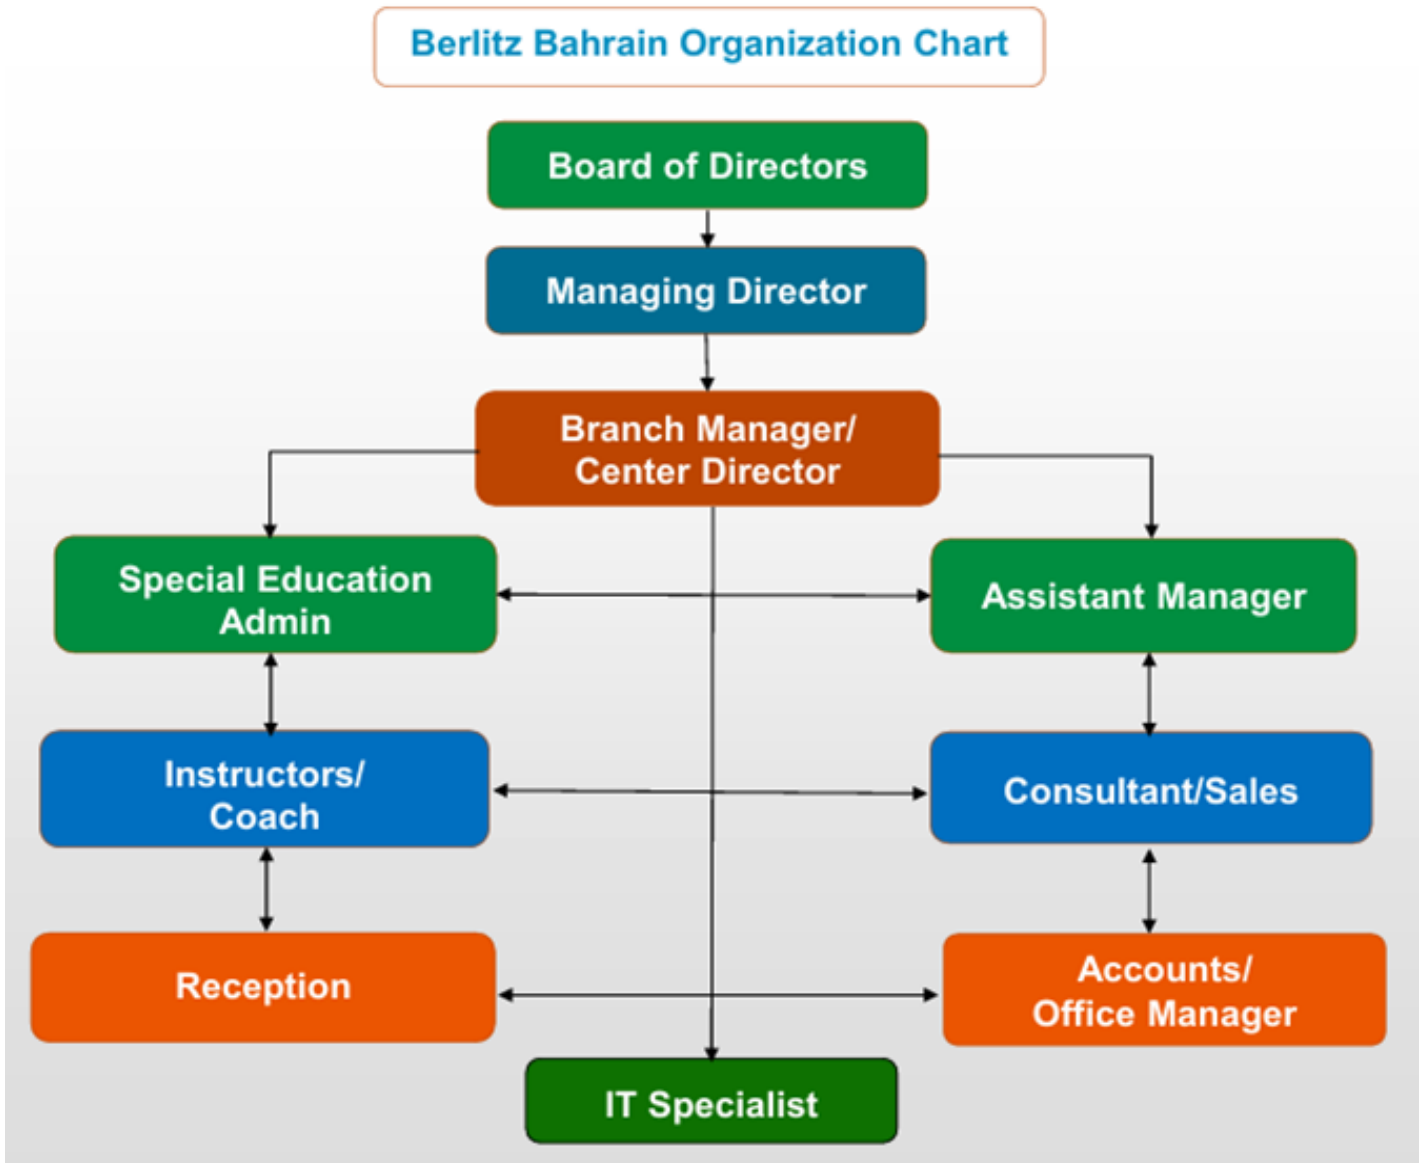 Berlitz Bahrain Organization Chart
Board of Directors
Managing Director
Branch Manager/
Center Director
Special Education
Admin
Assistant Manager
Instructors/
Coach
Consultant/Sales
Reception
Accounts/
Office Manager
IT Specialist